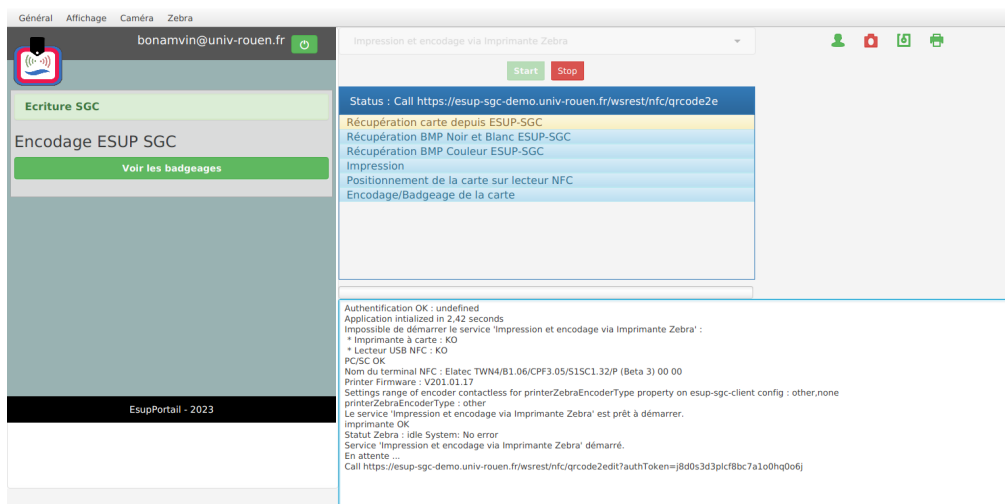 Général Affichage Caméra Zebra
bonamvin@univ-rouen.fr
Ecriture SGC
Encodage ESUP SGC
Voir les badgeages
EsupPortail - 2023
Impression et encodage via Imprimante Zebra
Start Stop
Status : Call https://esup-sgc-demo.univ-rouen.fr/wsrest/nfc/qrcode2e
Récupération carte depuis ESUP-SGC
Récupération BMP Noir et Blanc ESUP-SGC
Récupération BMP Couleur ESUP-SGC
Impression
Positionnement de la carte sur lecteur NFC
Encodage/Badgeage de la carte
Authentification OK : undefined
Application intialized in 2,42 seconds
Impossible de démarrer le service 'Impression et encodage via Imprimante Zebra' :
* Imprimante à carte : KO
* Lecteur USB NFC : KO
PC/SC OK
Nom du terminal NFC : Elatec TWN4/B1.06/CPF3.05/S1SC1.32/P (Beta 3) 00 00
Printer Firmware : V201.01.17
Settings range of encoder contactless for printerZebraEncoderType property on esup-sgc-client config : other,none
printerZebraEncoderType : other
Le service 'Impression et encodage via Imprimante Zebra' est prêt à démarrer.
imprimante OK
Statut Zebra : idle System: No error
Service 'Impression et encodage via Imprimante Zebra' démarré.
En attente ...
Call https://esup-sgc-demo.univ-rouen.fr/wsrest/nfc/qrcode2edit?authToken=j8d0s3d3plcf8bc7a1o0hq0o6j